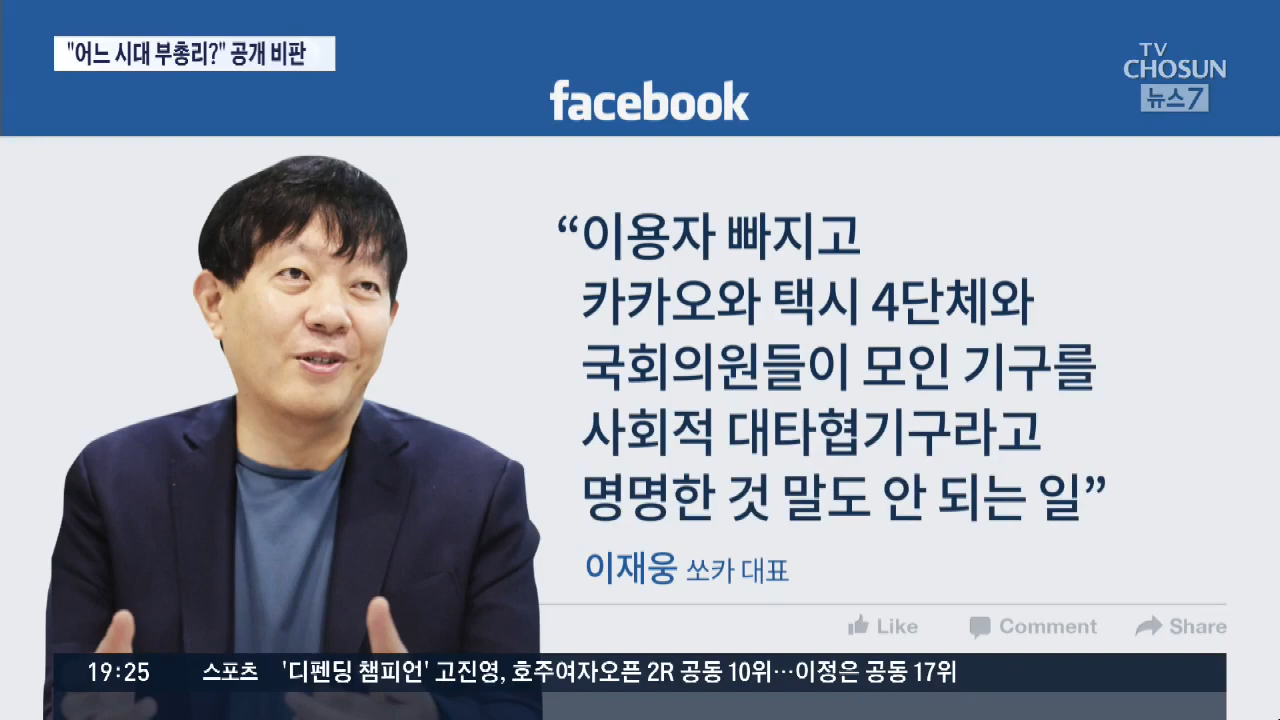 "어느 시대 부총리?" 공개 비판
TV
CHOSUN
뉴스7
facebook
“이용자 빠지고
카카오와 택시 4단체와
국회의원들이 모인 기구를
사회적 대타협기구라고
명명한 것 말도 안 되는 일”
이재웅 쏘카 대표
Like Comment Share
19:25 스포츠 '디펜딩 챔피언' 고진영, 호주여자오픈 2R 공동 10위…이정은 공동 17위